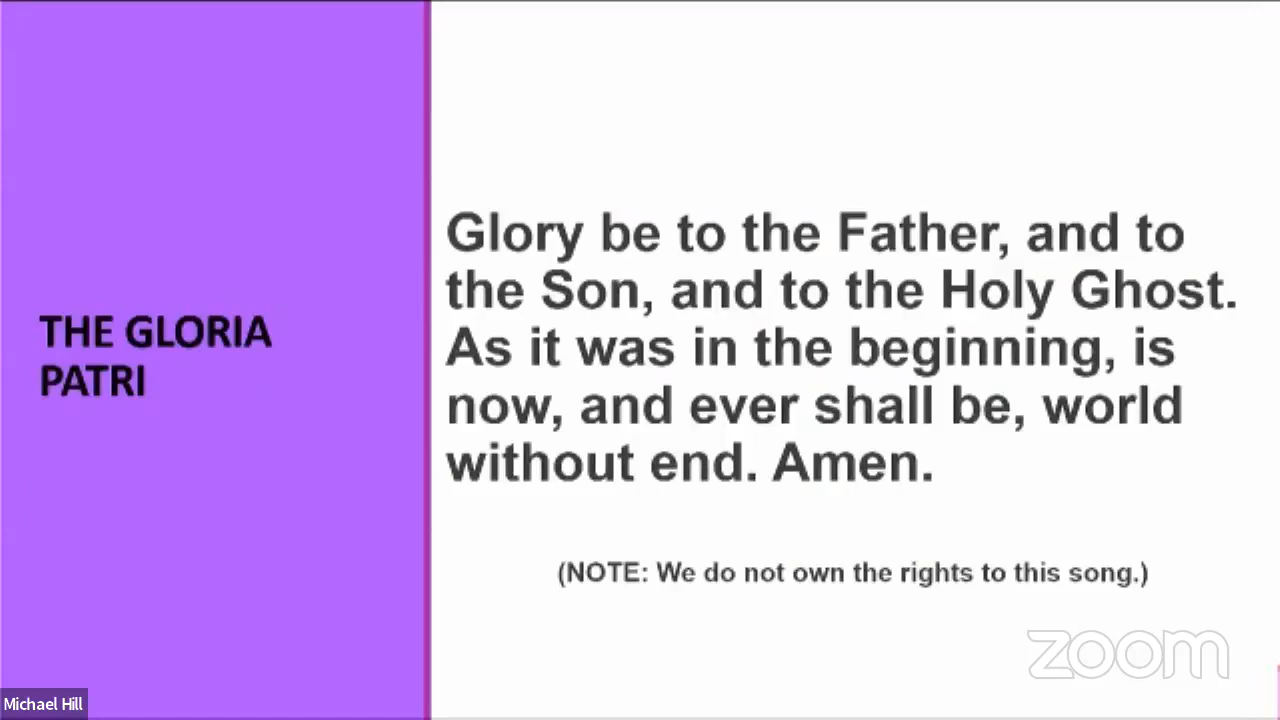 THE GLORIA
PATRI
Glory be to the Father, and to
the Son, and to the Holy Ghost.
As it was in the beginning, is
now, and ever shall be, world
without end. Amen.
(NOTE: We do not own the rights to this song.)
zoom
Michael Hill